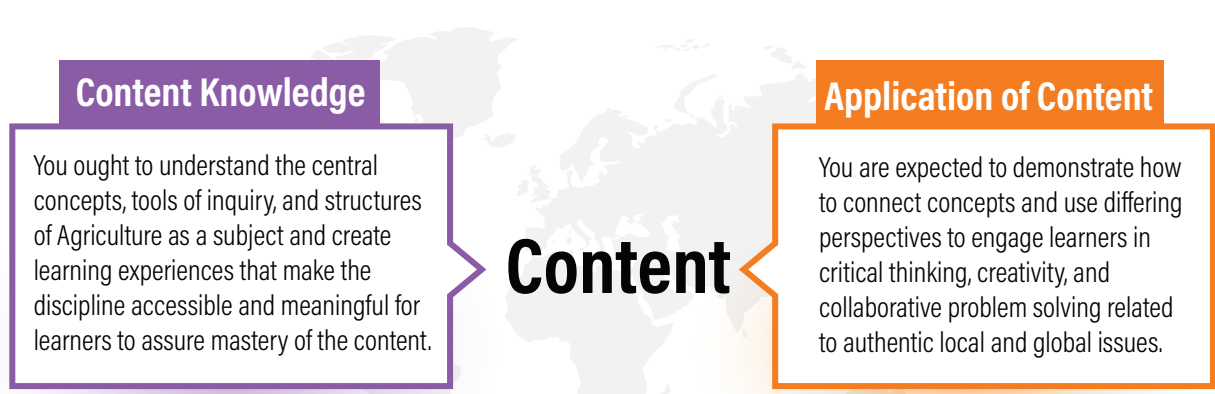 Content Knowledge
You ought to understand the central
concepts, tools of inquiry, and structures
of Agriculture as a subject and create
learning experiences that make the
discipline accessible and meaningful for
learners to assure mastery of the content.
Content
Application of Content
You are expected to demonstrate how
to connect concepts and use differing
perspectives to engage learners in
critical thinking, creativity, and
collaborative problem solving related
to authentic local and global issues.